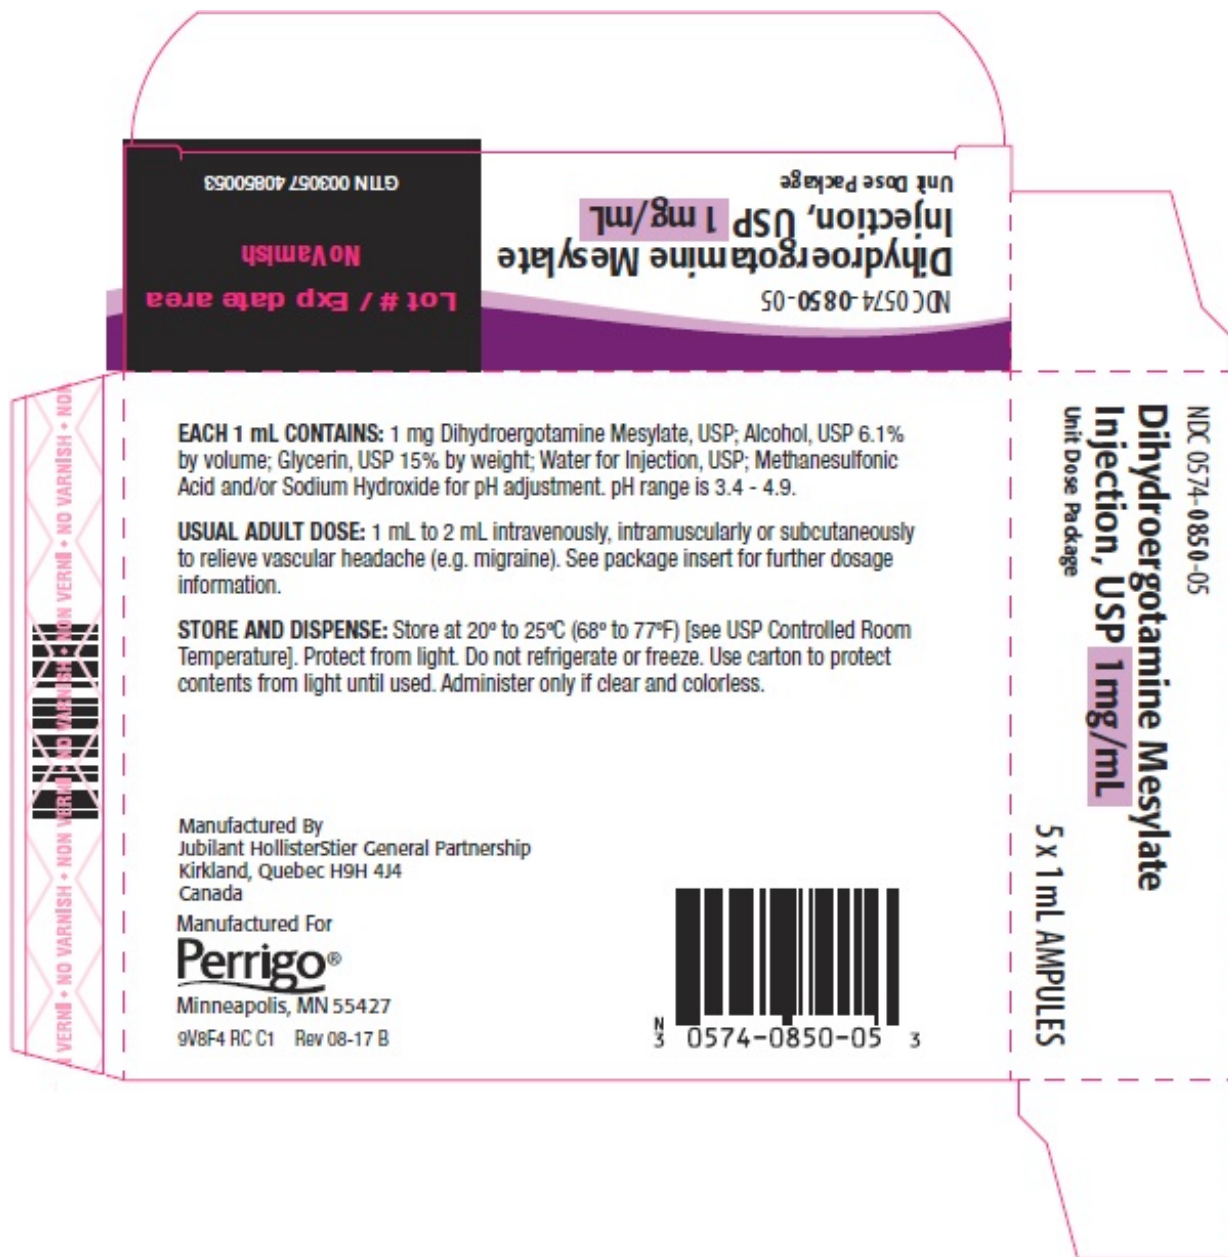 GTIN 00305740850053
No Varnish
Lot # / Exp date area
NDC 0574-0850-05
Dihydroergotamine Mesylate
Injection, USP 1 mg/mL
Unit Dose Package
EACH 1 mL CONTAINS: 1 mg Dihydroergotamine Mesylate, USP; Alcohol, USP 6.1%
by volume; Glycerin, USP 15% by weight; Water for Injection, USP; Methanesulfonic
Acid and/or Sodium Hydroxide for pH adjustment. pH range is 3.4 - 4.9.
USUAL ADULT DOSE: 1 mL to 2 mL intravenously, intramuscularly or subcutaneously
to relieve vascular headache (e.g. migraine). See package insert for further dosage
information.
STORE AND DISPENSE: Store at 20º to 25ºC (68º to 77ºF) [see USP Controlled Room
Temperature]. Protect from light. Do not refrigerate or freeze. Use carton to protect
contents from light until used. Administer only if clear and colorless.
Manufactured By
Jubilant HollisterStier General Partnership
Kirkland, Quebec H9H 4J4
Canada
Manufactured For
Perrigo®
Minneapolis, MN 55427
9V8F4 RC C1 Rev 08-17 B
N
3 0574-0850-05 3
NDC 0574-0850-05
Dihydroergotamine Mesylate
Injection, USP 1 mg/mL
Unit Dose Package
5 x 1 mL AMPULES
VERNI • NO VARNISH • NON VERNI • NO VARNISH • NON VERNI • NO VARNISH • NON